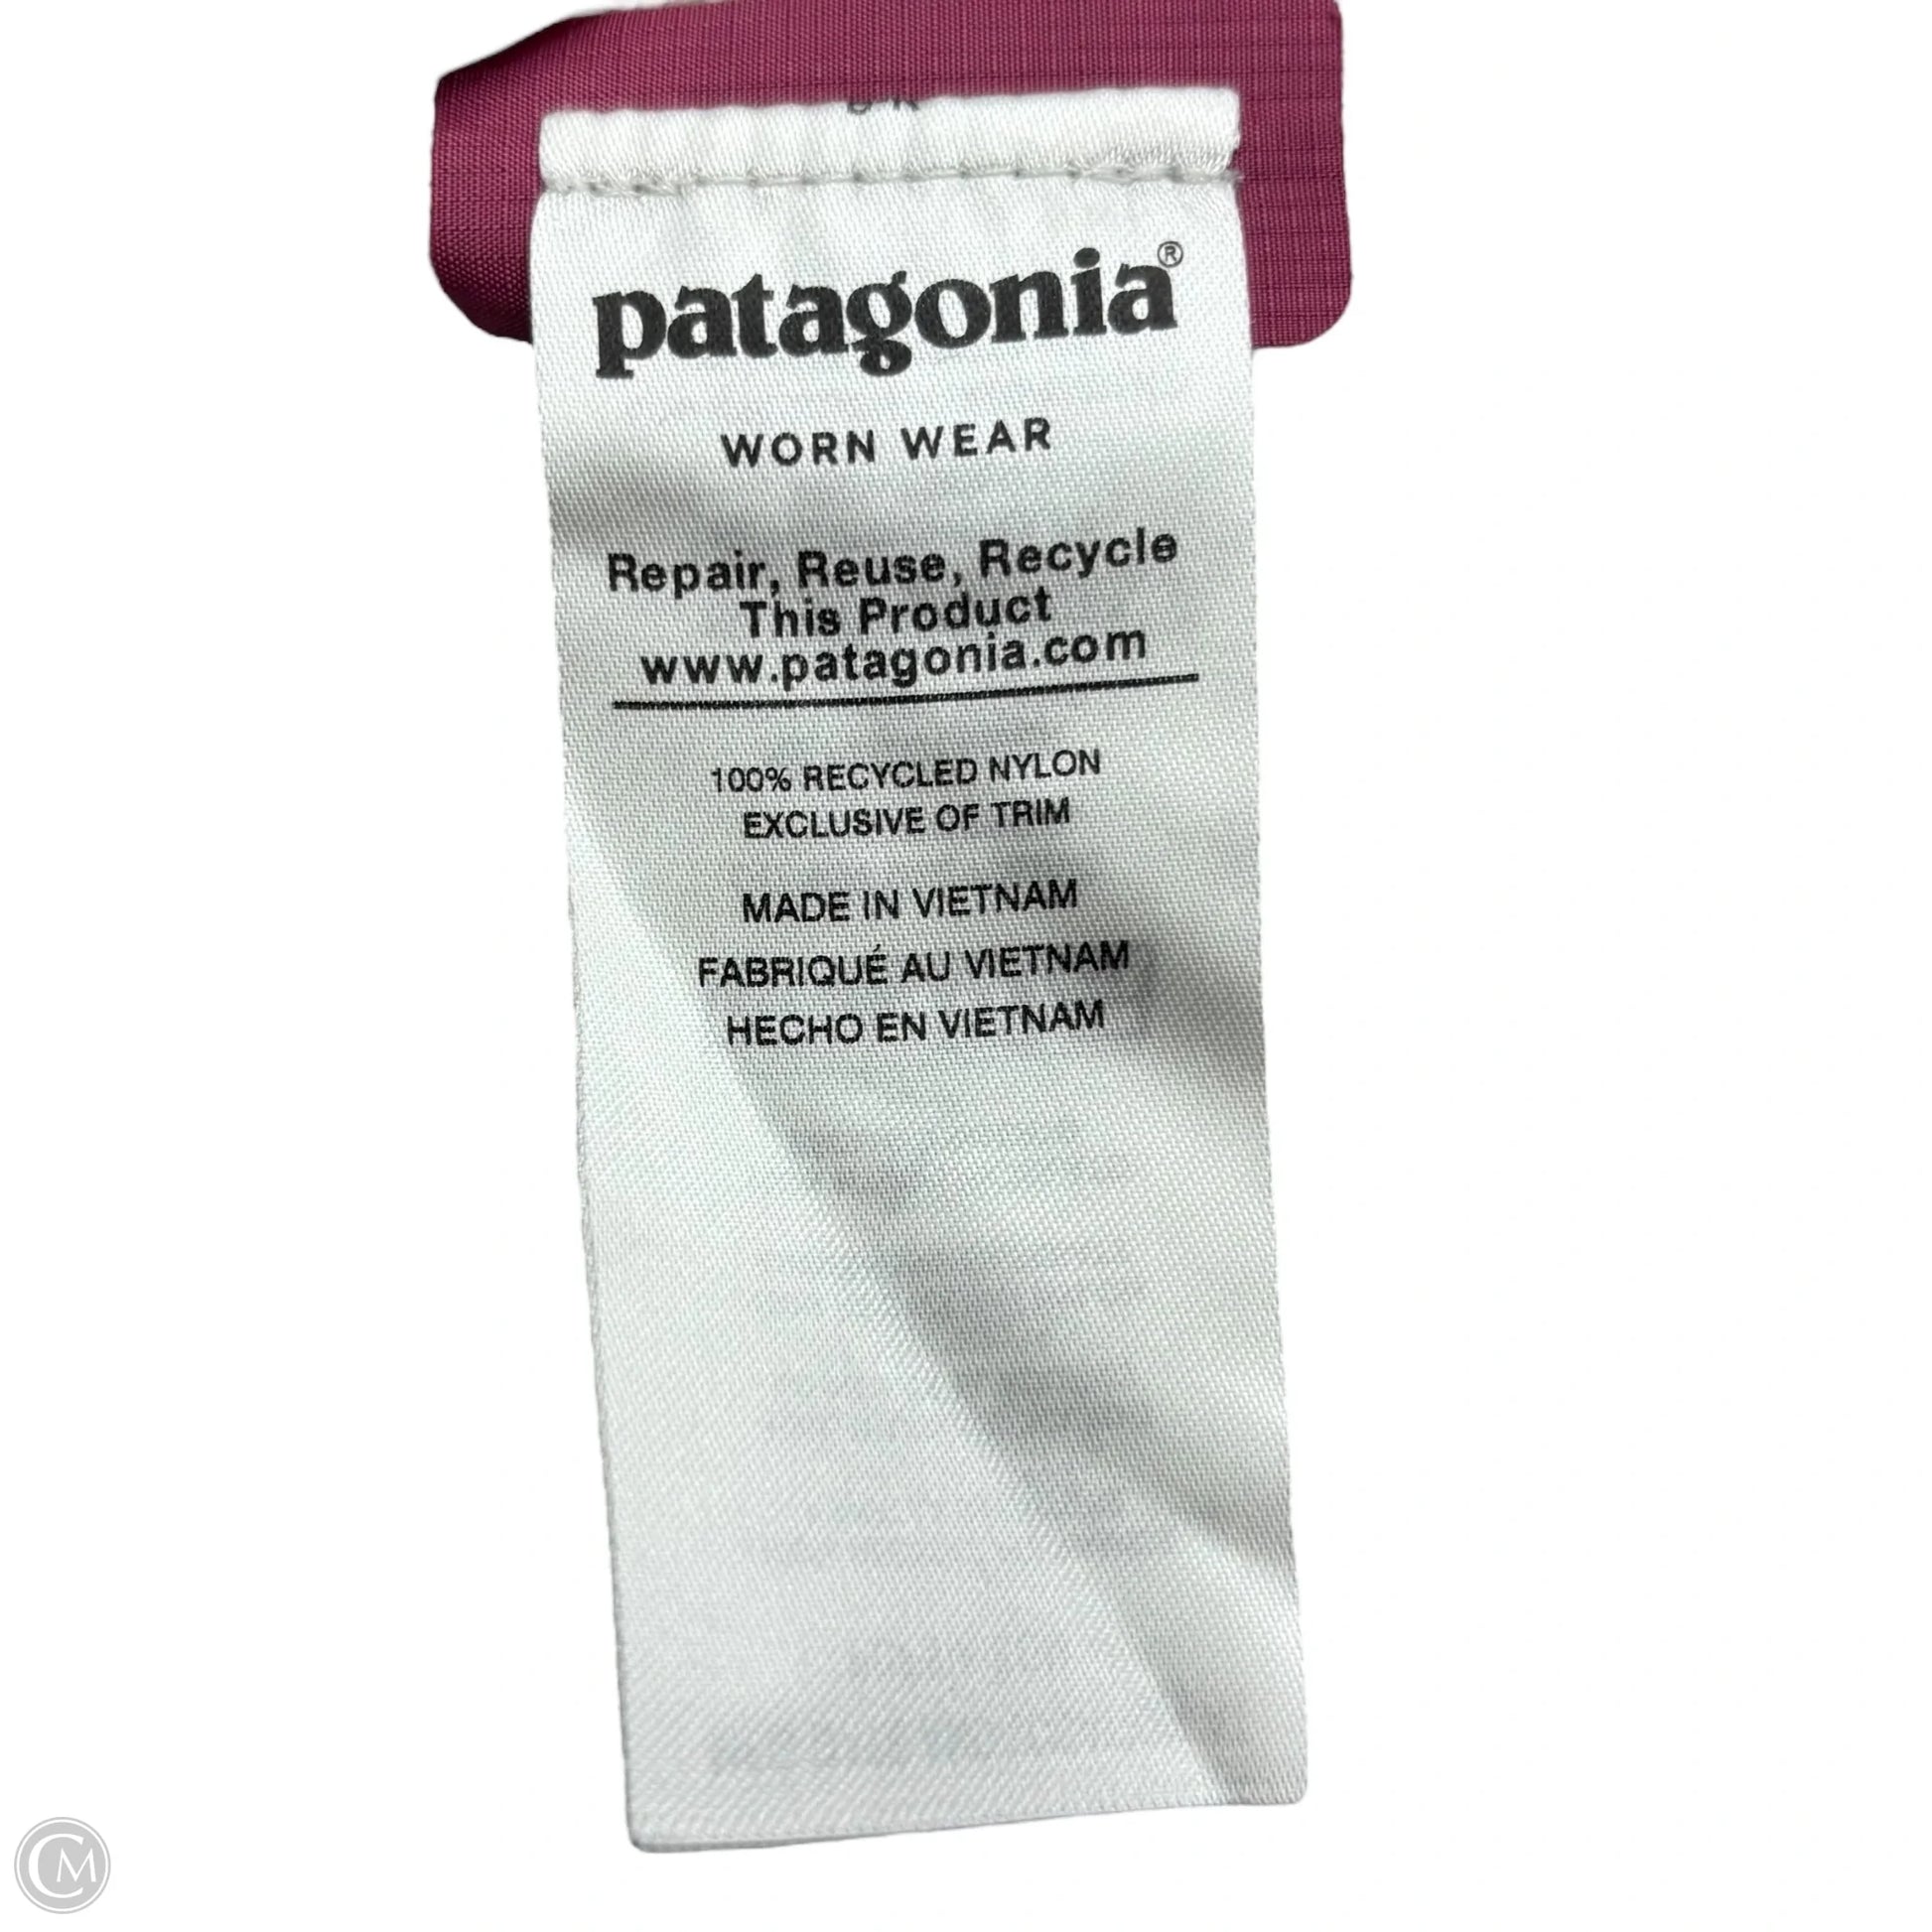 patagonia®
WORN WEAR
Repair, Reuse, Recycle
This Product
www.patagonia.com
100% RECYCLED NYLON
EXCLUSIVE OF TRIM
MADE IN VIETNAM
FABRIQUÉ AU VIETNAM
HECHO EN VIETNAM
CM